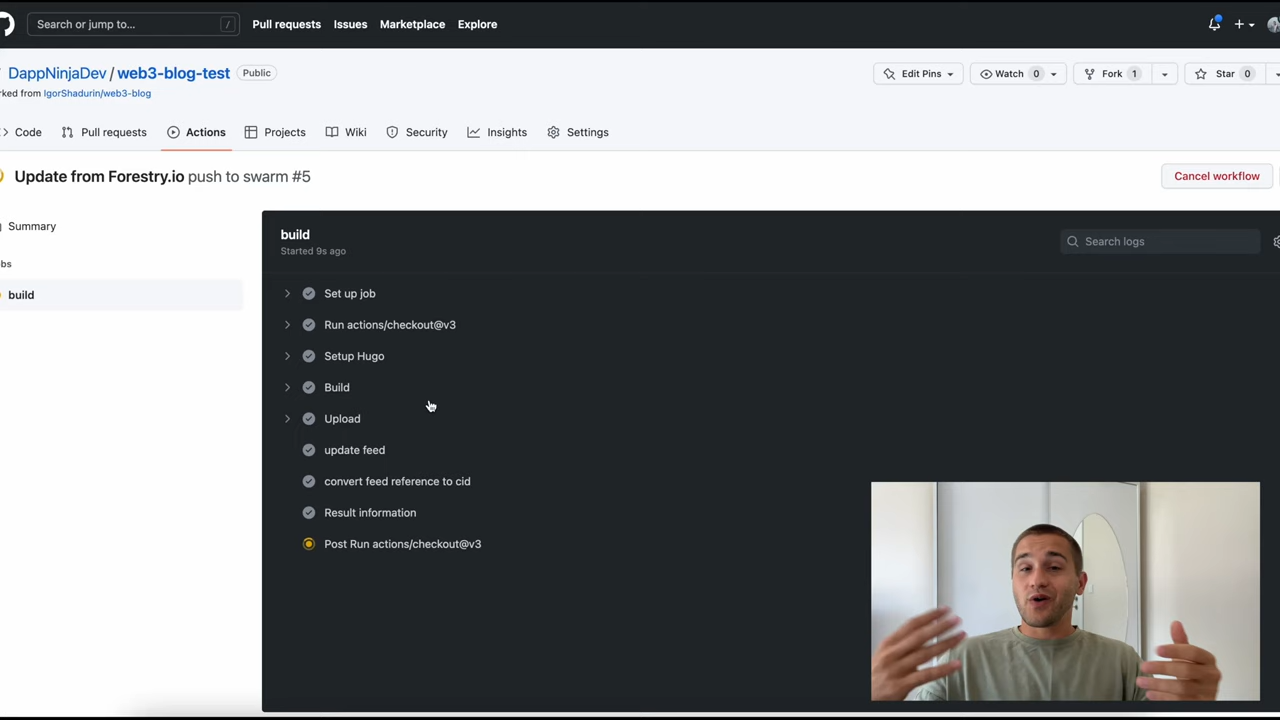 Search or jump to... /
Pull requests Issues Marketplace Explore
DappNinjaDev / web3-blog-test Public
Edit Pins Watch 0 Fork 1 Star 0
rked from IgorShadurin/web3-blog
Code Pull requests Actions Projects Wiki Security Insights Settings
Update from Forestry.io push to swarm #5
Cancel workflow
Summary
bs
build
build
Started 9s ago
Search logs
Set up job
Run actions/checkout@v3
Setup Hugo
Build
Upload
update feed
convert feed reference to cid
Result information
Post Run actions/checkout@v3